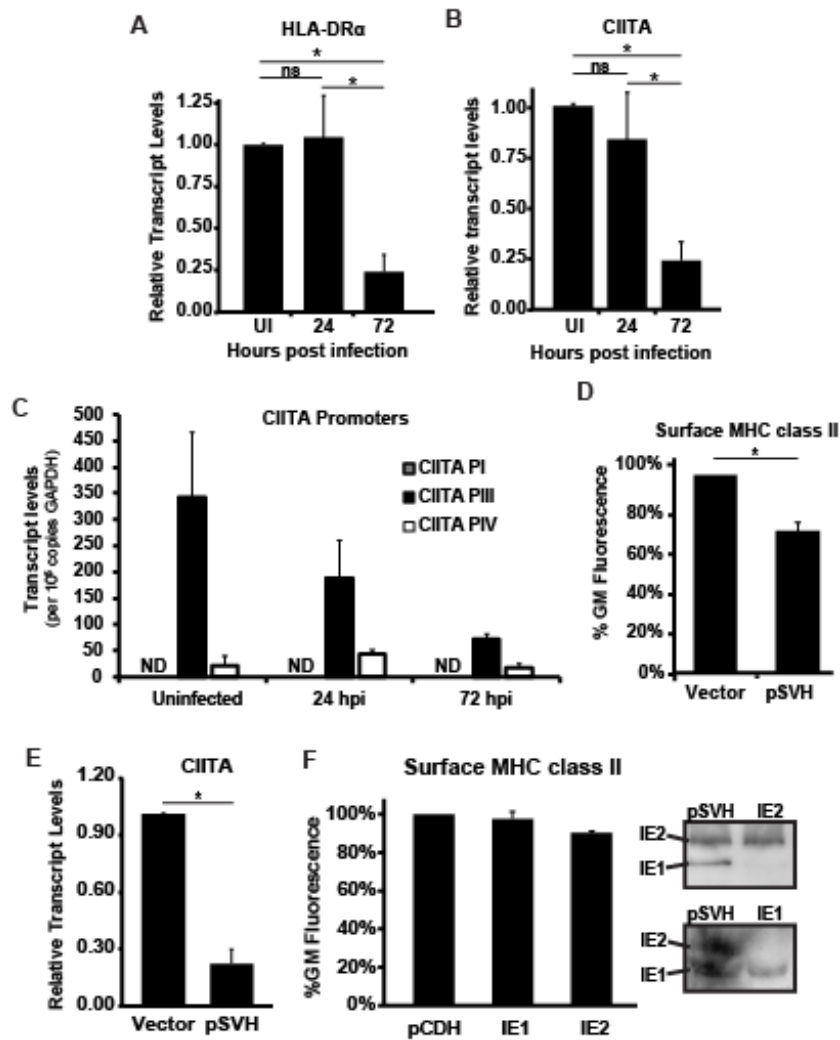 A
HLA-DRα
*
ns
*
Relative Transcript Levels
1.25
1.00
0.75
0.50
0.25
0.00
UI 24 72
Hours post infection
B
CIITA
*
ns
*
Relative transcript levels
1.00
0.75
0.50
0.25
0.00
UI 24 72
Hours post infection
C
CIITA Promoters
Transcript levels
(per 10⁶ copies GAPDH)
500
450
400
350
300
250
200
150
100
50
0
CIITA PI
CIITA PIII
CIITA PIV
ND ND ND
Uninfected 24 hpi 72 hpi
D
Surface MHC class II
*
% GM Fluorescence
100%
80%
60%
40%
20%
0%
Vector pSVH
E
CIITA
*
Relative Transcript Levels
1.20
0.90
0.60
0.30
0.00
Vector pSVH
F
Surface MHC class II
%GM Fluorescence
100%
80%
60%
40%
20%
0%
pCDH IE1 IE2
pSVH IE2
IE2
IE1
pSVH IE1
IE2
IE1